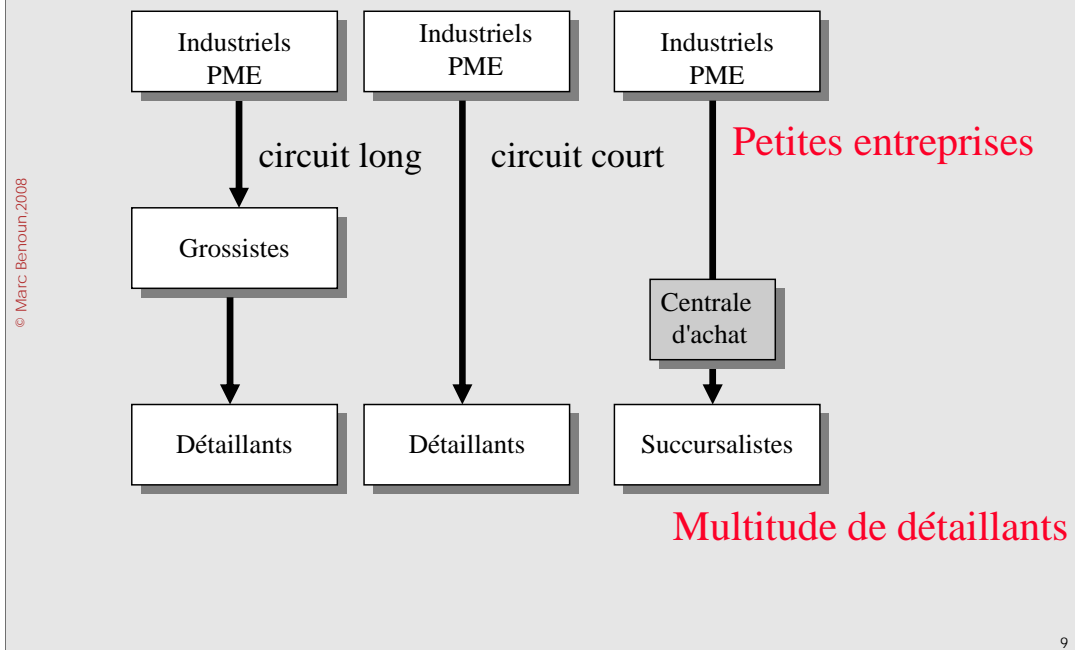 Industriels
PME
Industriels
PME
Industriels
PME
circuit long
circuit court
Petites entreprises
Grossistes
Centrale
d'achat
Détaillants
Détaillants
Succursalistes
Multitude de détaillants
© Marc Benoun,2008
9